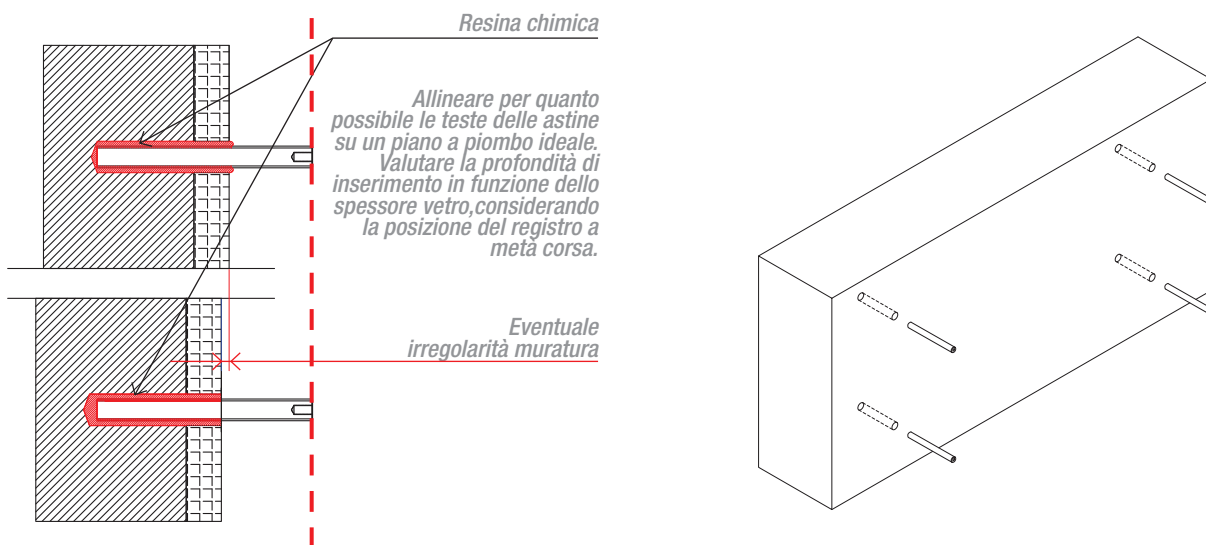 Resina chimica
Allineare per quanto
possibile le teste delle astine
su un piano a piombo ideale.
Valutare la profondità di
inserimento in funzione dello
spessore vetro,considerando
la posizione del registro a
metà corsa.
Eventuale
irregolarità muratura